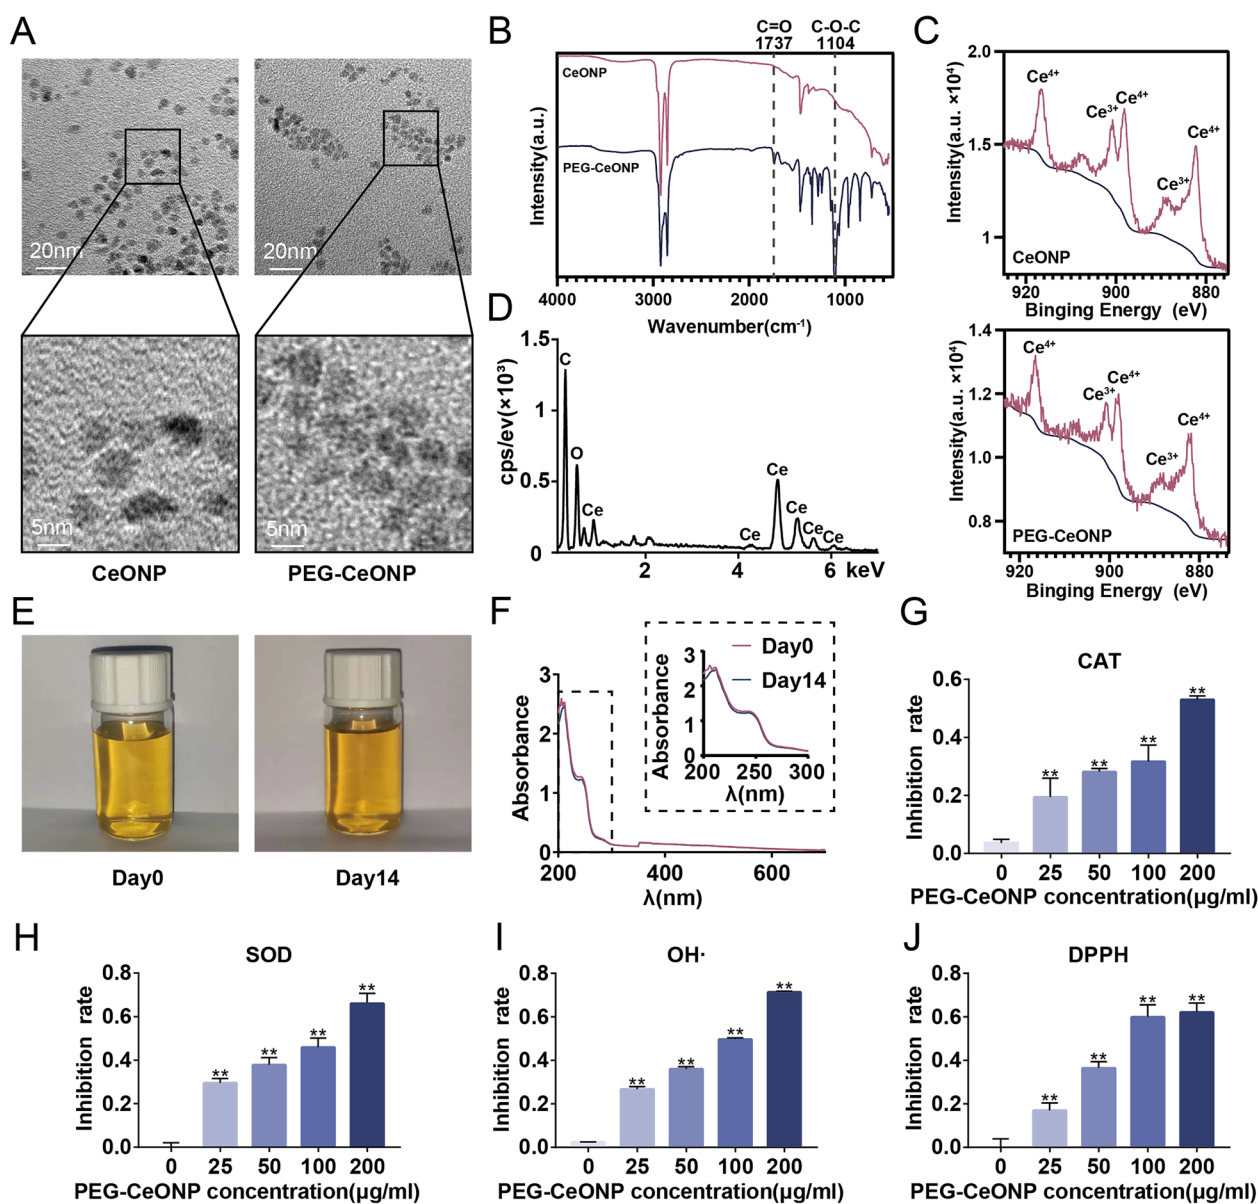 A
20nm
20nm
5nm
5nm
CeONP
PEG-CeONP
B
C=O
1737
C-O-C
1104
CeONP
PEG-CeONP
Intensity(a.u.)
4000
3000
2000
1000
Wavenumber(cm⁻¹)
C
2.0
1.5
1
Intensity(a.u. ×10⁴)
Ce⁴⁺
Ce³⁺
Ce⁴⁺
Ce³⁺
Ce⁴⁺
CeONP
920
900
880
Binging Energy (eV)
1.4
1.2
1.0
0.8
Intensity(a.u. ×10⁴)
Ce⁴⁺
Ce³⁺
Ce⁴⁺
Ce³⁺
Ce⁴⁺
PEG-CeONP
920
900
880
Binging Energy (eV)
D
1.5
1
0.5
0
cps/ev(×10³)
C
O
Ce
Ce
Ce
Ce
Ce
Ce
2
4
6
keV
E
Day0
Day14
F
3
2
1
0
Absorbance
200
400
600
λ(nm)
Day0
Day14
3
2
1
0
Absorbance
200
300
λ(nm)
G
CAT
0.6
0.4
0.2
0.0
Inhibition rate
**
**
**
**
0
25
50
100
200
PEG-CeONP concentration(μg/ml)
H
SOD
0.8
0.6
0.4
0.2
0.0
Inhibition rate
**
**
**
**
0
25
50
100
200
PEG-CeONP concentration(μg/ml)
I
OH·
0.8
0.6
0.4
0.2
0.0
Inhibition rate
**
**
**
**
0
25
50
100
200
PEG-CeONP concentration(μg/ml)
J
DPPH
0.8
0.6
0.4
0.2
0.0
Inhibition rate
**
**
**
**
0
25
50
100
200
PEG-CeONP concentration(μg/ml)